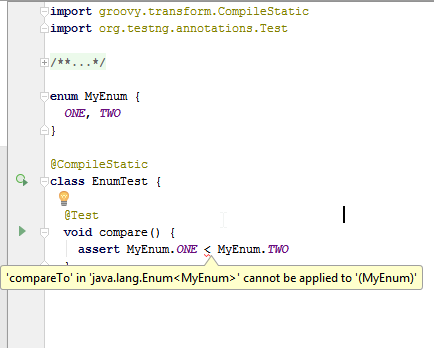 import groovy.transform.CompileStatic
import org.testng.annotations.Test
/**...*/
enum MyEnum {
ONE, TWO
}
@CompileStatic
class EnumTest {
@Test
void compare() {
assert MyEnum.ONE < MyEnum.TWO
'compareTo' in 'java.lang.Enum<MyEnum>' cannot be applied to '(MyEnum)'